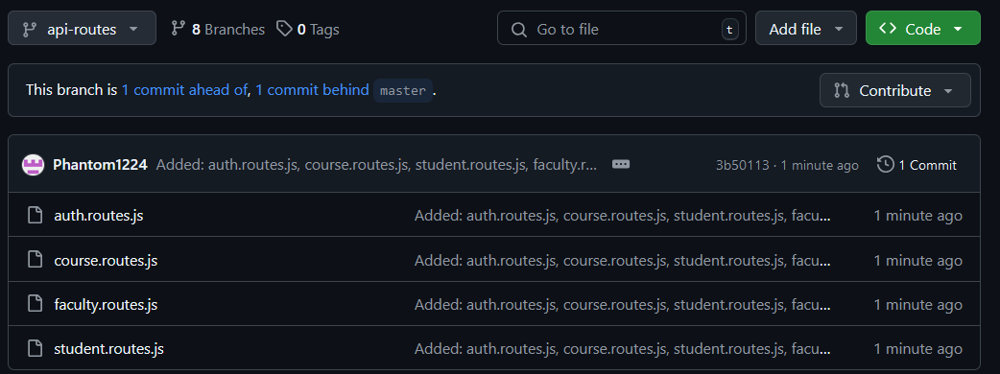 api-routes 8 Branches 0 Tags Go to file t Add file Code
This branch is 1 commit ahead of, 1 commit behind master .
Contribute
Phantom1224 Added: auth.routes.js, course.routes.js, student.routes.js, faculty.r... 3b50113 · 1 minute ago 1 Commit
auth.routes.js Added: auth.routes.js, course.routes.js, student.routes.js, facu... 1 minute ago
course.routes.js Added: auth.routes.js, course.routes.js, student.routes.js, facu... 1 minute ago
faculty.routes.js Added: auth.routes.js, course.routes.js, student.routes.js, facu... 1 minute ago
student.routes.js Added: auth.routes.js, course.routes.js, student.routes.js, facu... 1 minute ago